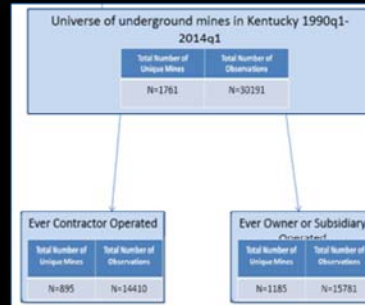 Universe of underground mines in Kentucky 1990q1-
2014q1
Total Number of Unique Mines Total Number of Observations
N=1761 N=30191
Ever Contractor Operated
Total Number of Unique Mines Total Number of Observations
N=895 N=14410
Ever Owner or Subsidiary
Operated
Total Number of Unique Mines Total Number of Observations
N=1185 N=15781